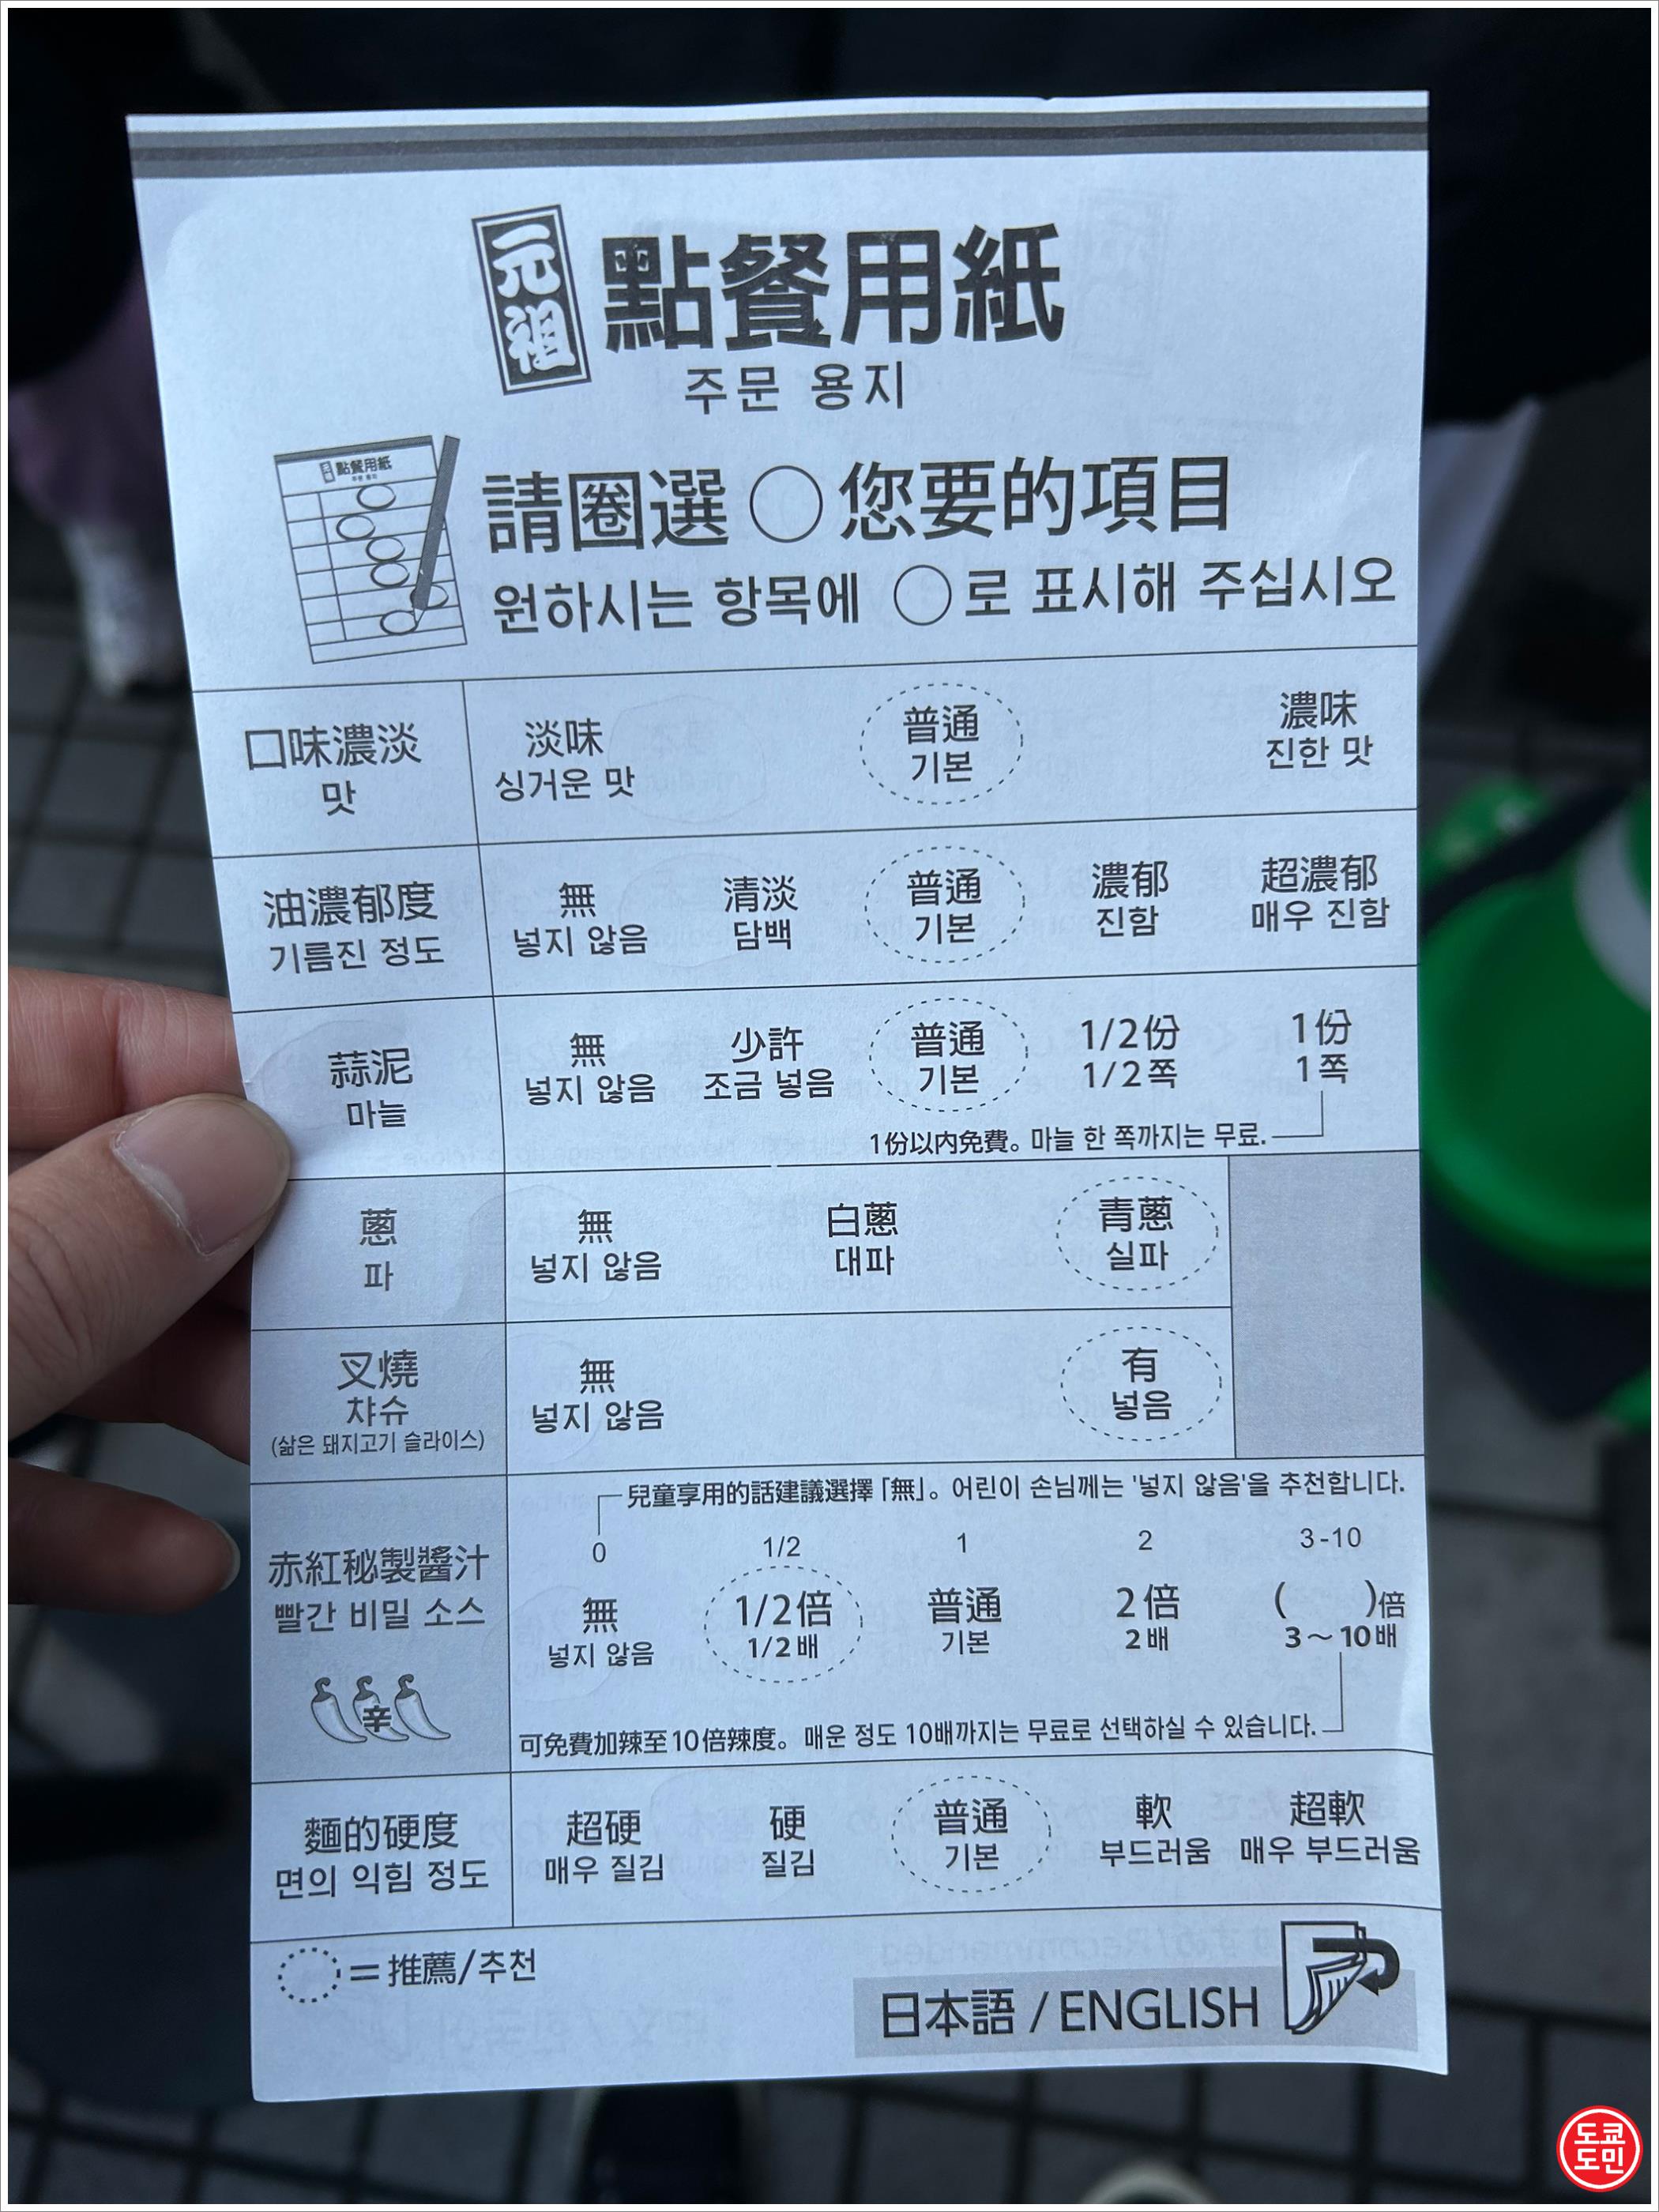 元祖
點餐用紙
주문 용지
點餐用紙
請圈選○您要的項目
원하시는 항목에 ○로 표시해 주십시오
口味濃淡
맛
淡味
싱거운 맛
普通
기본
濃味
진한 맛
油濃郁度
기름진 정도
無
넣지 않음
清淡
담백
普通
기본
濃郁
진함
超濃郁
매우 진함
蒜泥
마늘
無
넣지 않음
少許
조금 넣음
普通
기본
1/2份
1/2쪽
1份
1쪽
1份以内免費。마늘 한 쪽까지는 무료.
蔥
파
無
넣지 않음
白蔥
대파
青蔥
실파
叉燒
챠슈
(삶은 돼지고기 슬라이스)
無
넣지 않음
有
넣음
兒童享用的話建議選擇「無」。어린이 손님께는 '넣지 않음'을 추천합니다.
赤紅秘製醬汁
빨간 비밀 소스
辛
0
1/2
1
2
3-10
無
넣지 않음
1/2倍
1/2배
普通
기본
2倍
2배
( )倍
3～10배
可免費加辣至10倍辣度。매운 정도 10배까지는 무료로 선택하실 수 있습니다.
麵的硬度
면의 익힘 정도
超硬
매우 질김
硬
질김
普通
기본
軟
부드러움
超軟
매우 부드러움
=推薦/추천
日本語/ENGLISH
도쿄
도민